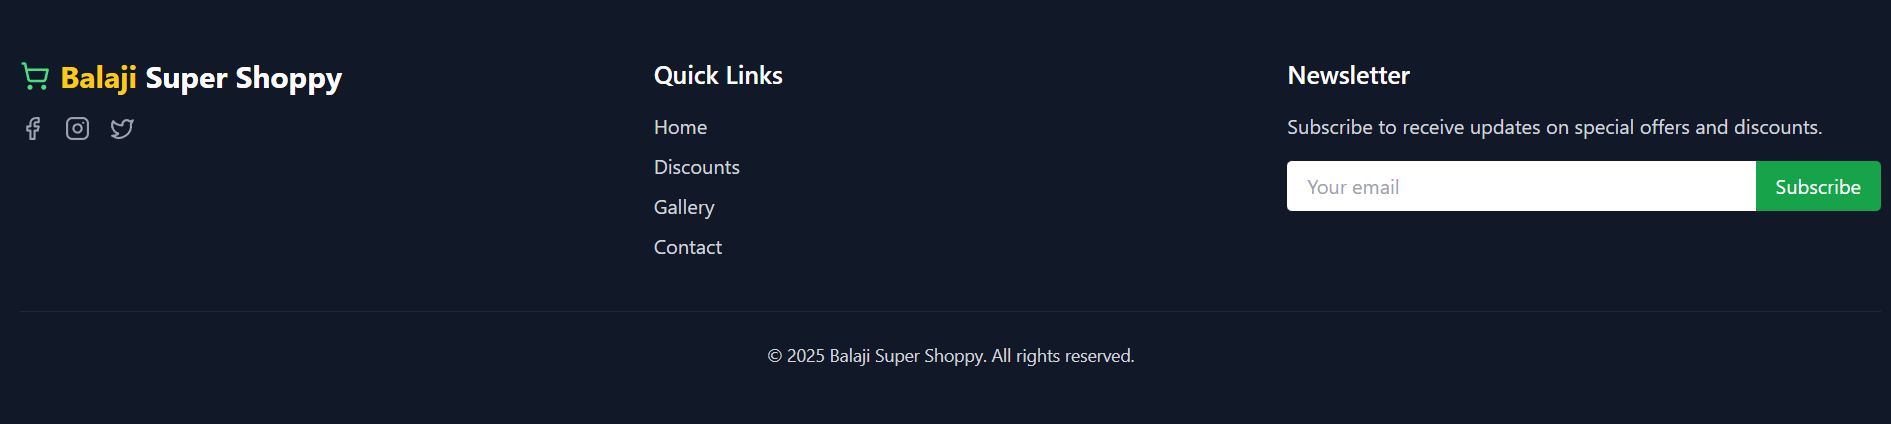 Balaji Super Shoppy
Quick Links
Home
Discounts
Gallery
Contact
Newsletter
Subscribe to receive updates on special offers and discounts.
Your email
Subscribe
© 2025 Balaji Super Shoppy. All rights reserved.